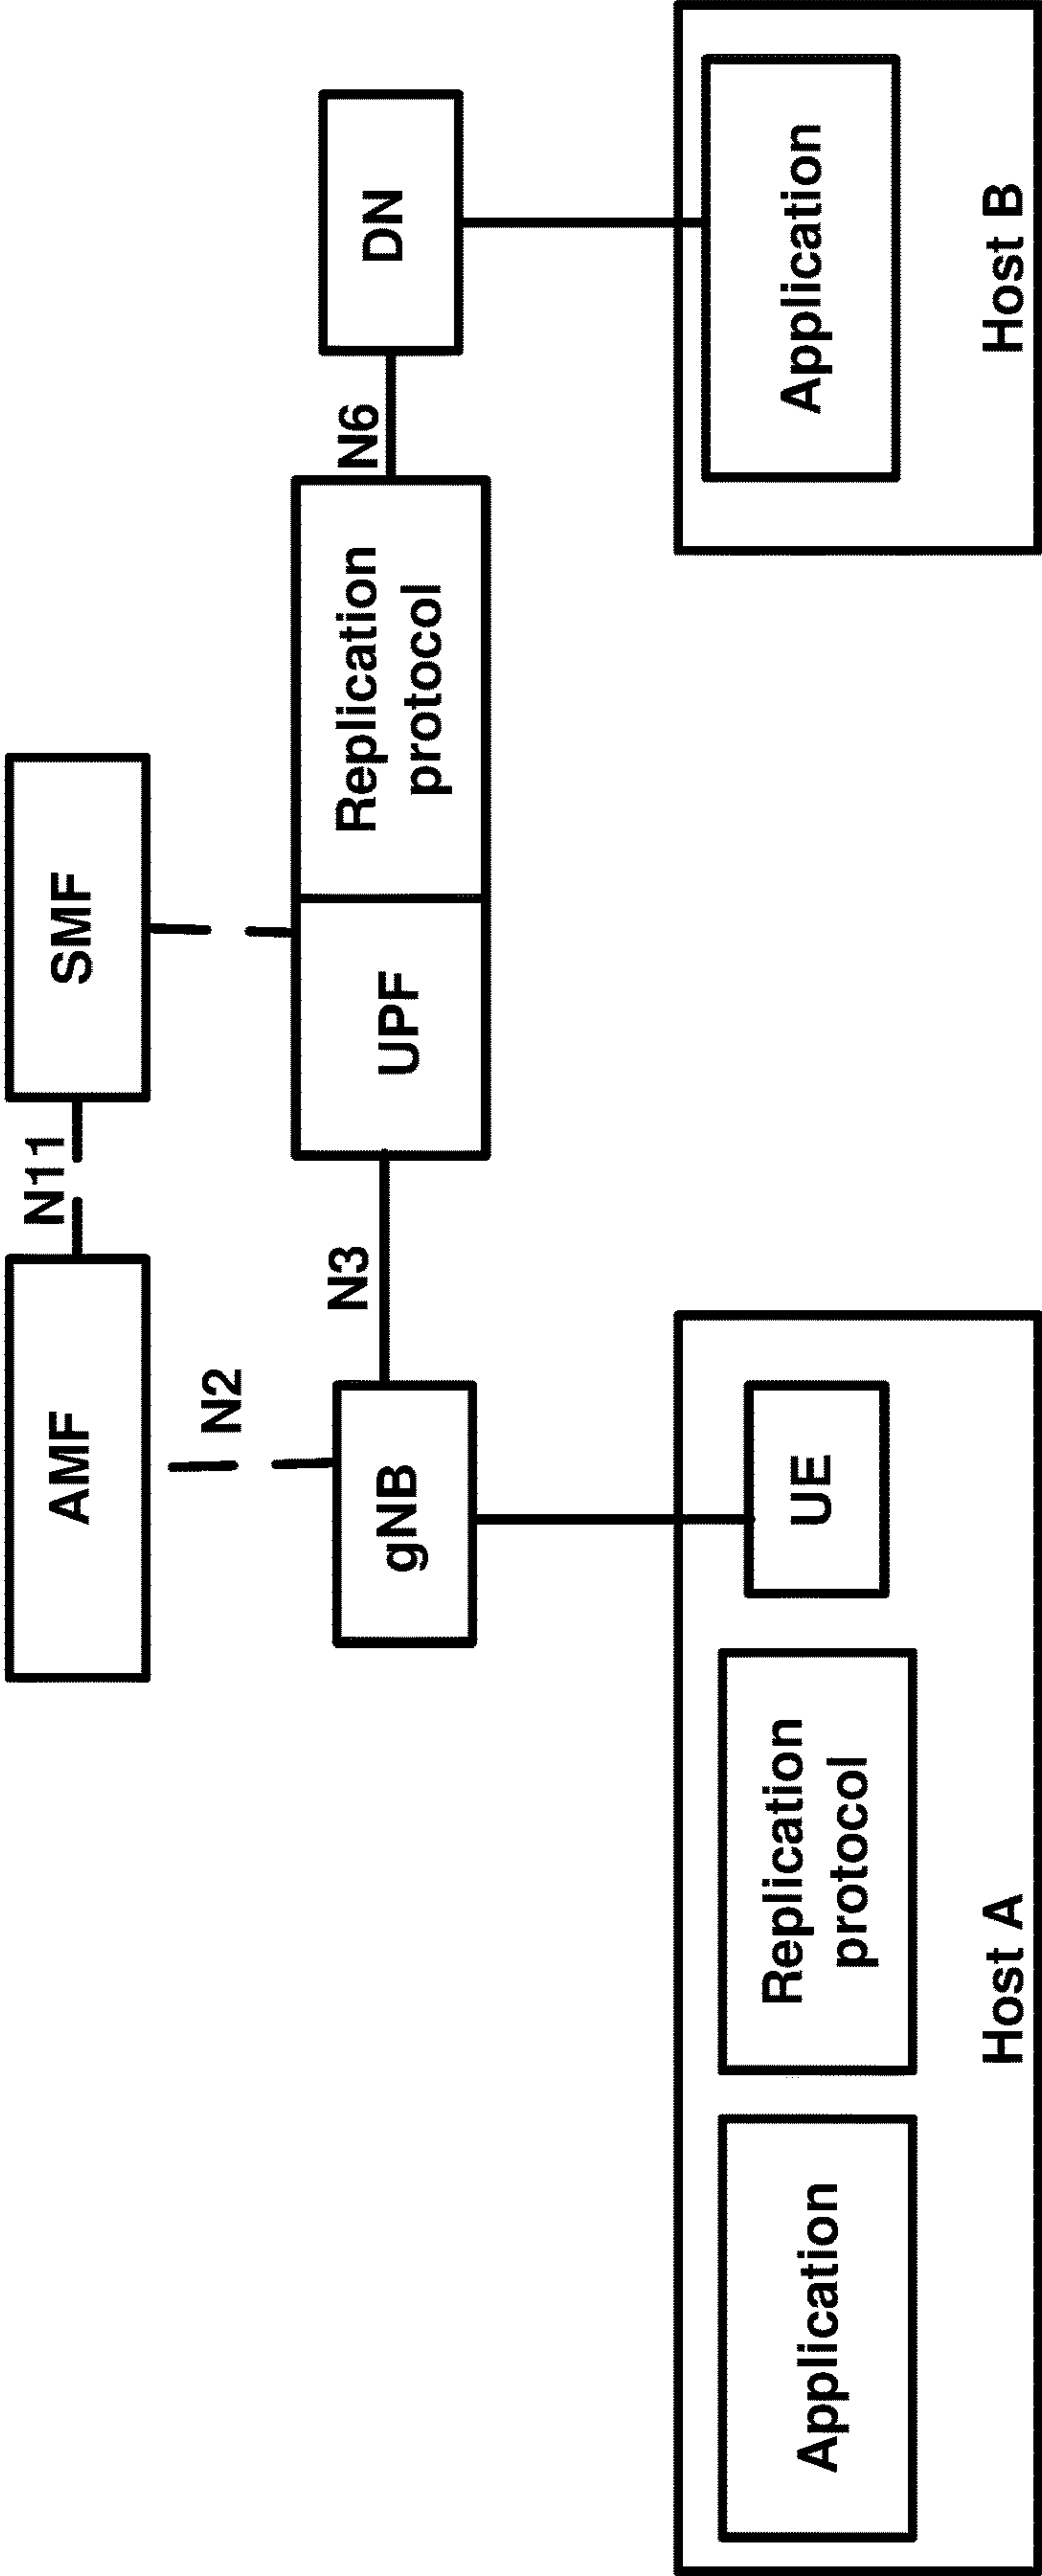 AMF
N11
SMF
N2
gNB
N3
UPF
Replication
protocol
N6
DN
Application
Replication
protocol
UE
Host A
Application
Host B